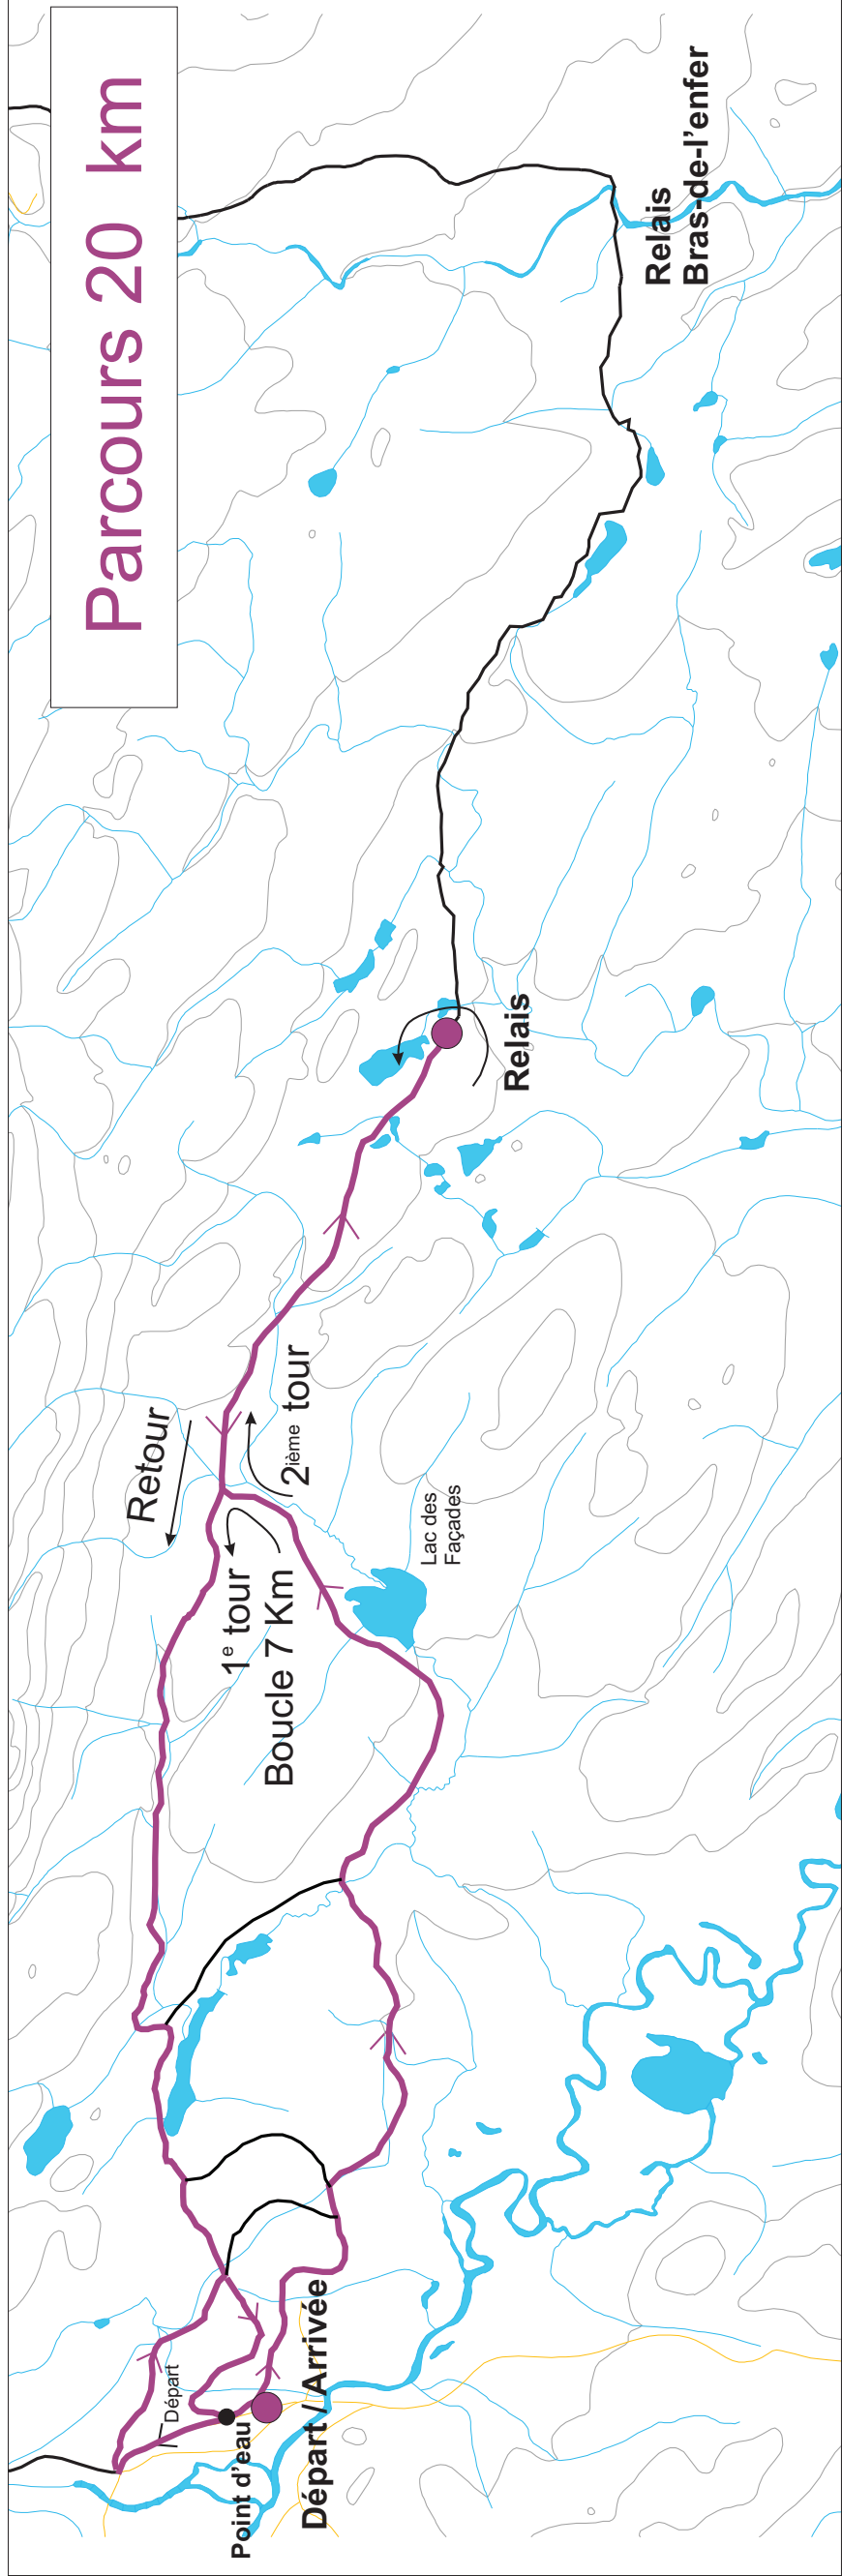 Parcours 20 km
Relais
Bras-de-l'enfer
Relais
Retour
2ième tour
Lac des
Façades
1e tour
Boucle 7 Km
Départ
Point d'eau
Départ / Arrivée